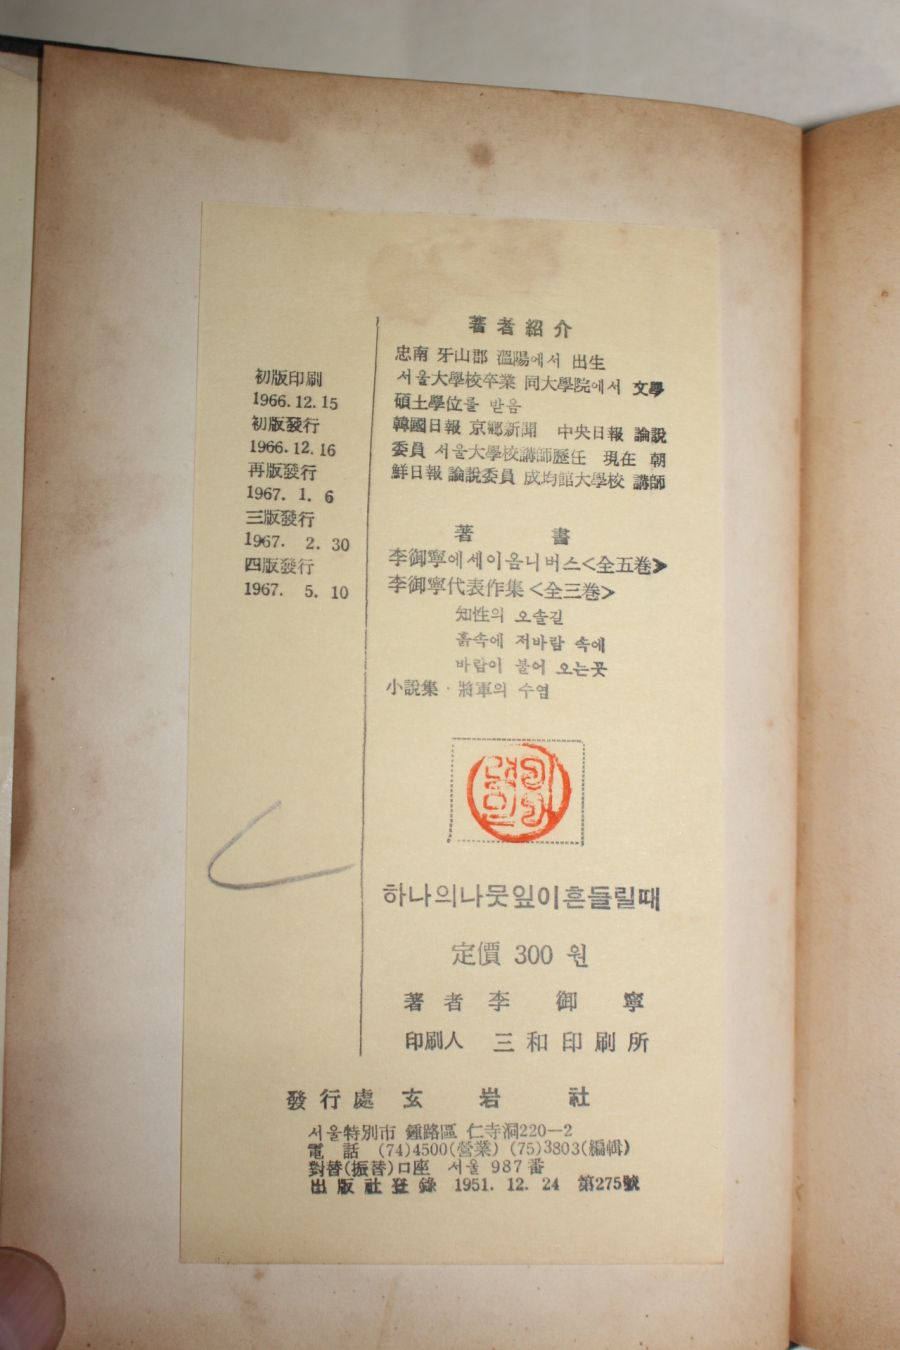 著者紹介
忠南 牙山郡 溫陽에서 出生
서울大學校卒業 同大學院에서 文學
碩士學位를 받음
韓國日報 京鄕新聞 中央日報 論說
委員 서울大學校講師歷任 現在 朝
鮮日報 論說委員 成均館大學校 講師
初版印刷
1966.12.15
初版發行
1966.12.16
再版發行
1967. 1. 6
三版發行
1967. 2. 30
四版發行
1967. 5. 10
著 書
李御寧에세이옴니버스<全五巻>
李御寧代表作集<全三巻>
知性의 오솔길
흙속에 저바람 속에
바람이 불어 오는곳
小說集·將軍의 수염
하나의나뭇잎이흔들릴때
定價 300 원
著者 李御寧
印刷人 三和印刷所
發行處 玄岩社
서울特別市 鍾路區 仁寺洞220—2
電話 (74)4500(營業) (75)3803(編輯)
對替(振替)口座 서울 987番
出版社登錄 1951. 12. 24 第275號